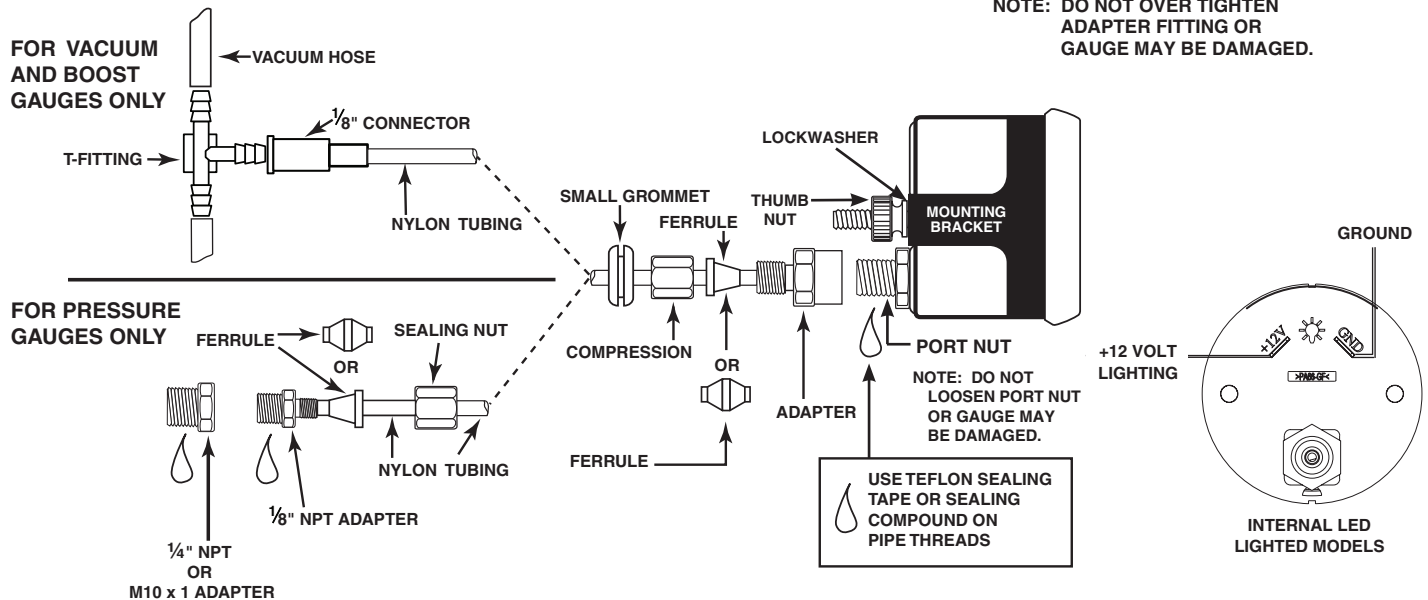 NOTE: DO NOT OVER TIGHTEN
ADAPTER FITTING OR
GAUGE MAY BE DAMAGED.
FOR VACUUM
AND BOOST
GAUGES ONLY
VACUUM HOSE
1/8" CONNECTOR
T-FITTING
NYLON TUBING
SMALL GROMMET
FERRULE
LOCKWASHER
THUMB
NUT
MOUNTING
BRACKET
GROUND
FOR PRESSURE
GAUGES ONLY
FERRULE
OR
SEALING NUT
COMPRESSION
OR
ADAPTER
PORT NUT
NOTE: DO NOT
LOOSEN PORT NUT
OR GAUGE MAY
BE DAMAGED.
+12 VOLT
LIGHTING
+12V
GND
>PA66-GF<
NYLON TUBING
FERRULE
1/8" NPT ADAPTER
1/4" NPT
OR
M10 x 1 ADAPTER
USE TEFLON SEALING
TAPE OR SEALING
COMPOUND ON
PIPE THREADS
INTERNAL LED
LIGHTED MODELS